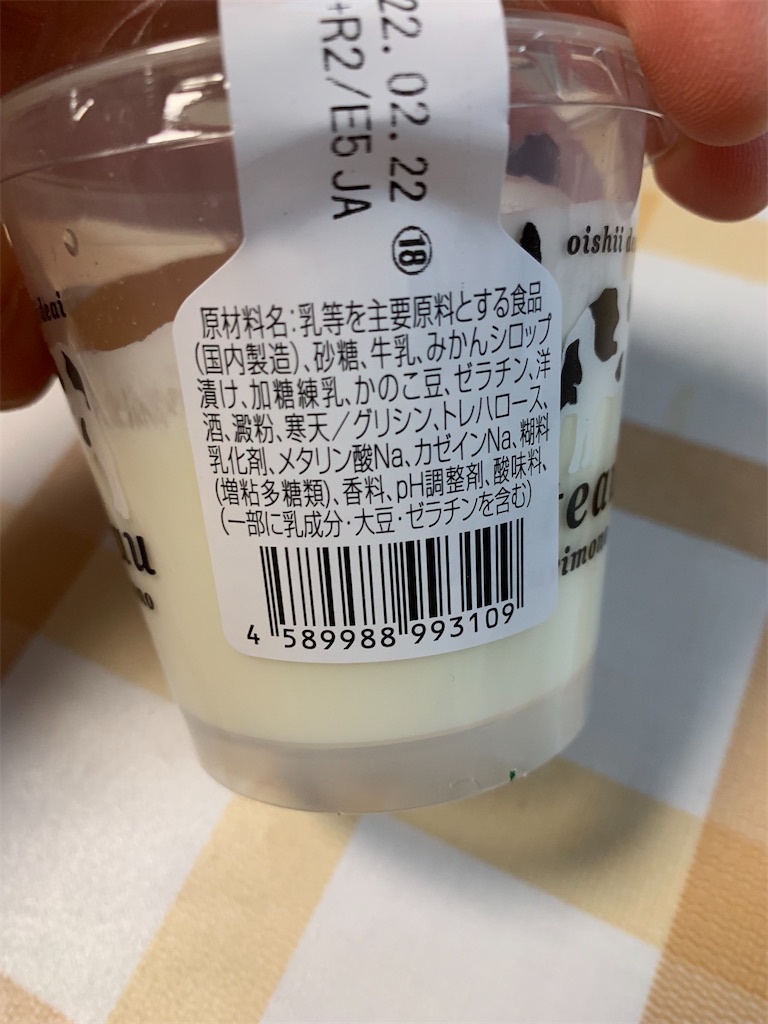 22.02.22 ⑱
+R2/E5 JA
原材料名:乳等を主要原料とする食品
(国内製造)、砂糖、牛乳、みかんシロップ
漬け、加糖練乳、かのこ豆、ゼラチン、洋
酒、澱粉、寒天/グリシン、トレハロース、
乳化剤、メタリン酸Na、カゼインNa、糊料
(増粘多糖類)、香料、pH調整剤、酸味料、
(一部に乳成分・大豆・ゼラチンを含む)
4 589988 993109
oishii